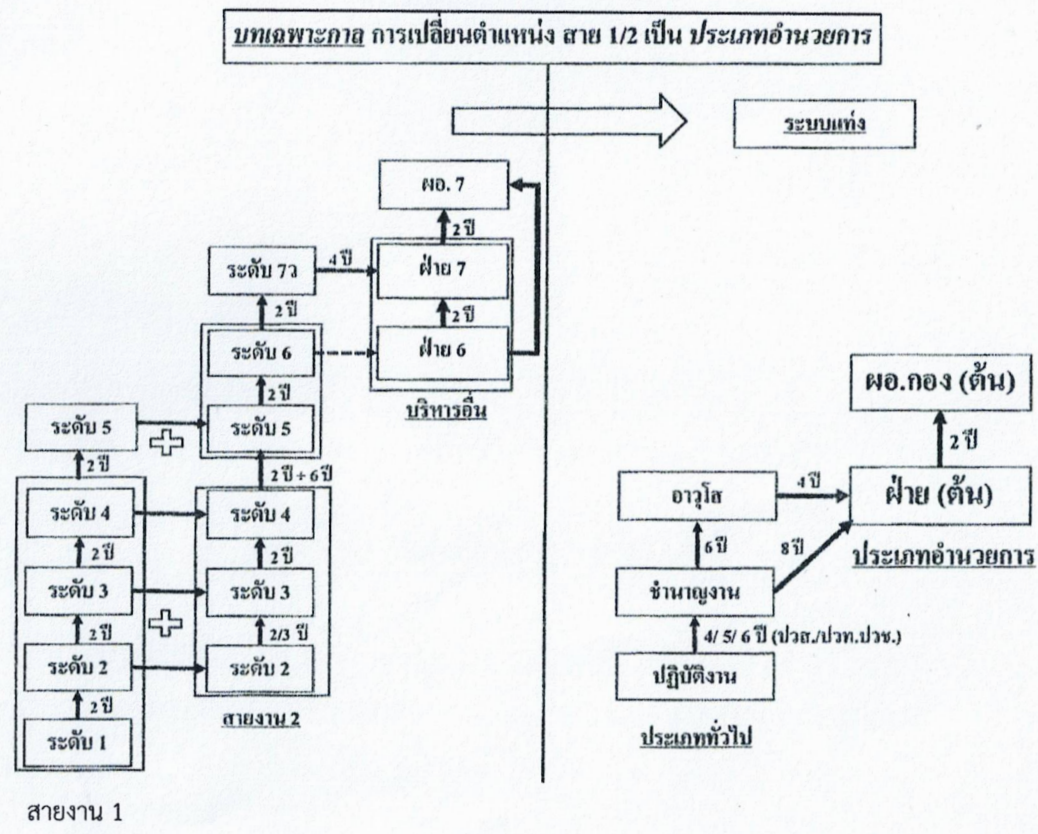 บทเฉพาะกาล การเปลี่ยนตำแหน่ง สาย 1/2 เป็น ประเภทอำนวยการ
ระบบแท่ง
ผอ. 7
2 ปี
ระดับ 7ว
4 ปี
ฝ่าย 7
2 ปี
2 ปี
ระดับ 6
ฝ่าย 6
บริหารอื่น
2 ปี
ระดับ 5
ระดับ 5
2 ปี
2 ปี + 6 ปี
ระดับ 4
ระดับ 4
2 ปี
2 ปี
ระดับ 3
ระดับ 3
2 ปี
2/3 ปี
ระดับ 2
ระดับ 2
2 ปี
สายงาน 2
ระดับ 1
สายงาน 1
ผอ.กอง (ต้น)
2 ปี
อาวุโส
4 ปี
ฝ่าย (ต้น)
6 ปี
8 ปี
ประเภทอำนวยการ
ชำนาญงาน
4/ 5/ 6 ปี (ปวส./ปวท.ปวช.)
ปฏิบัติงาน
ประเภททั่วไป